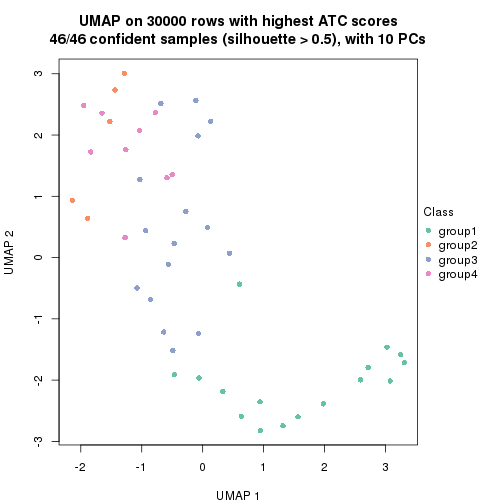 UMAP on 30000 rows with highest ATC scores
46/46 confident samples (silhouette > 0.5), with 10 PCs
3
2
1
0
-1
-2
-3
UMAP 2
-2
-1
0
1
2
3
UMAP 1
Class
group1
group2
group3
group4